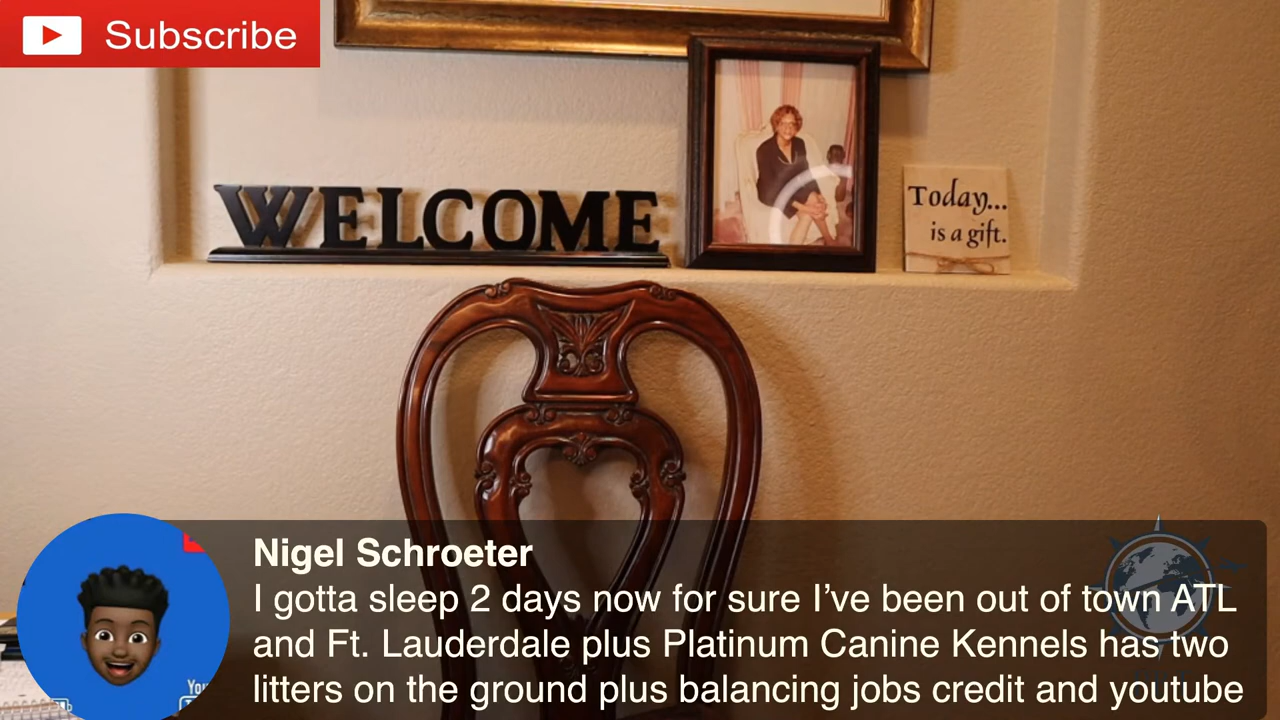 Subscribe
WELCOME
Today...
is a gift.
Nigel Schroeter
I gotta sleep 2 days now for sure I’ve been out of town ATL
and Ft. Lauderdale plus Platinum Canine Kennels has two
litters on the ground plus balancing jobs credit and youtube
You